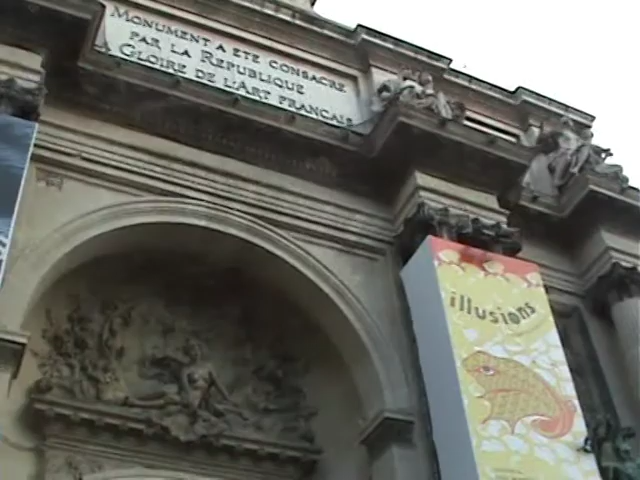 MONUMENT A ETE CONSACRE
PAR LA REPUBLIQUE
A GLOIRE DE L'ART FRANCAIS
illusions